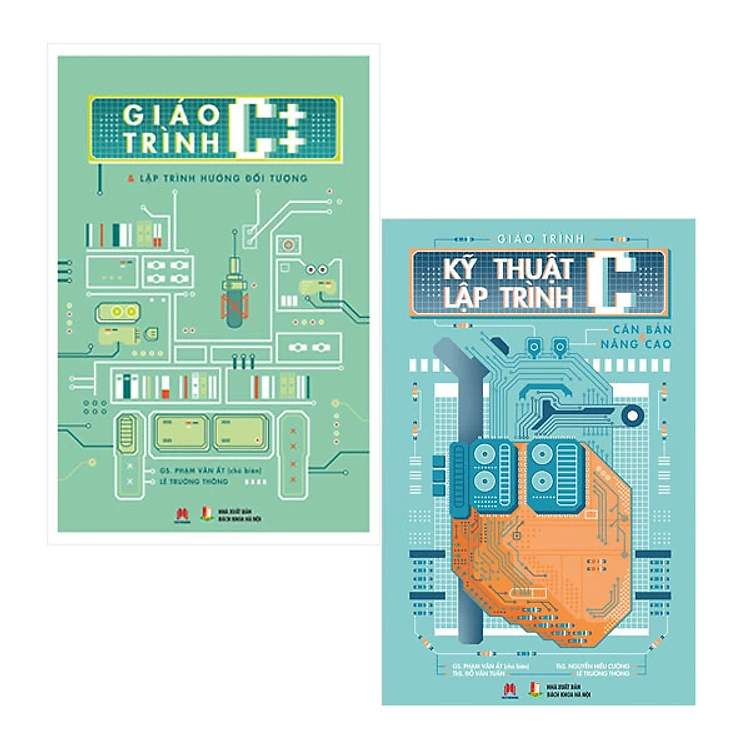 GIÁO
TRÌNH C++
& LẬP TRÌNH HƯỚNG ĐỐI TƯỢNG
GS. PHẠM VĂN ẤT (chủ biên)
LÊ TRƯỜNG THÔNG
NHÀ XUẤT BẢN
BÁCH KHOA HÀ NỘI
GIÁO TRÌNH
KỸ THUẬT
LẬP TRÌNH C
CĂN BẢN
& NÂNG CAO
GS. PHẠM VĂN ẤT (chủ biên) ThS. NGUYỄN HIẾU CƯỜNG
ThS. ĐỖ VĂN TUẤN LÊ TRƯỜNG THÔNG
NHÀ XUẤT BẢN
BÁCH KHOA HÀ NỘI